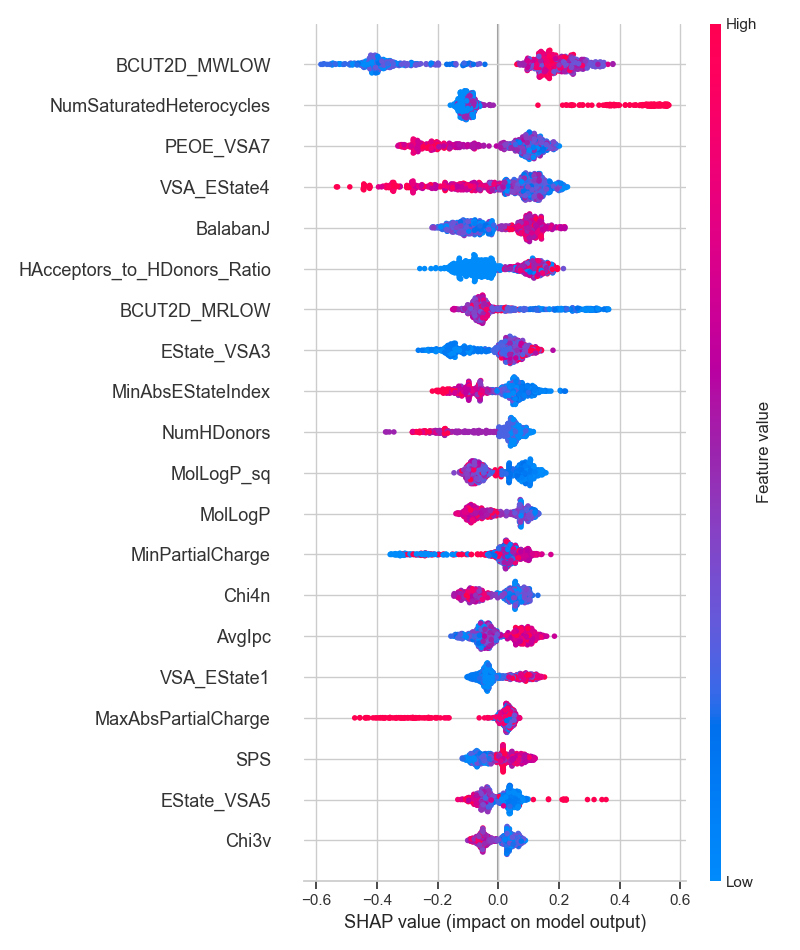 High
BCUT2D_MWLOW
NumSaturatedHeterocycles
PEOE_VSA7
VSA_EState4
BalabanJ
HAcceptors_to_HDonors_Ratio
BCUT2D_MRLOW
EState_VSA3
MinAbsEStateIndex
NumHDonors
MolLogP_sq
MolLogP
MinPartialCharge
Chi4n
AvgIpc
VSA_EState1
MaxAbsPartialCharge
SPS
EState_VSA5
Chi3v
Feature value
Low
−0.6 −0.4 −0.2 0.0 0.2 0.4 0.6
SHAP value (impact on model output)